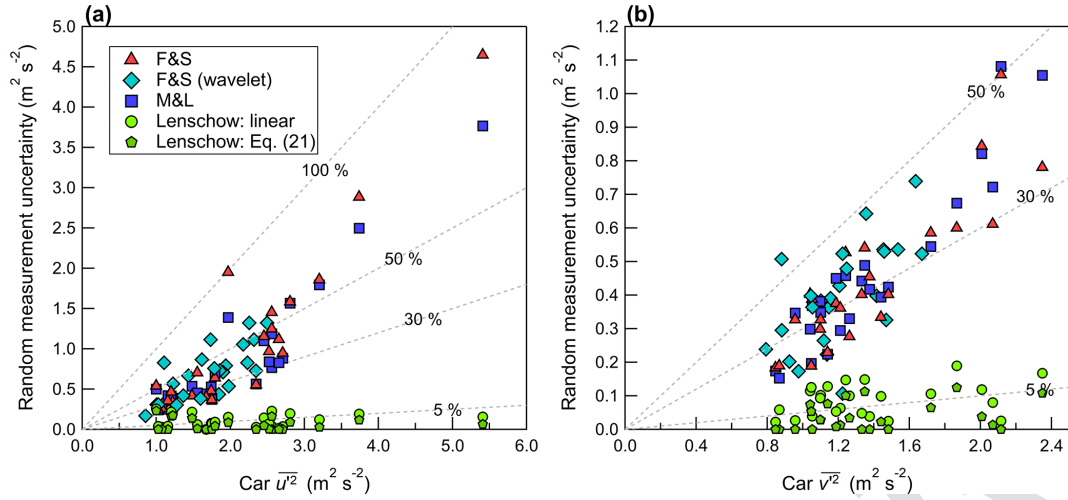 (a)
Random measurement uncertainty (m² s⁻²)
5.0
4.5
4.0
3.5
3.0
2.5
2.0
1.5
1.0
0.5
0.0
F&S
F&S (wavelet)
M&L
Lenschow: linear
Lenschow: Eq. (21)
100 %
50 %
30 %
5 %
0.0 1.0 2.0 3.0 4.0 5.0 6.0
Car u'² (m² s⁻²)
(b)
Random measurement uncertainty (m² s⁻²)
1.2
1.1
1.0
0.9
0.8
0.7
0.6
0.5
0.4
0.3
0.2
0.1
0.0
50 %
30 %
5 %
0.0 0.4 0.8 1.2 1.6 2.0 2.4
Car v'² (m² s⁻²)